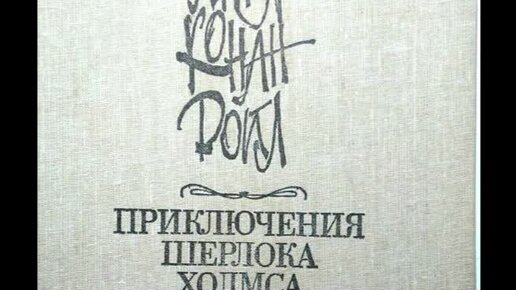 КОНАН
ДОЙЛ
ПРИКЛЮЧЕНИЯ
ШЕРЛОКА
ХОЛМСА